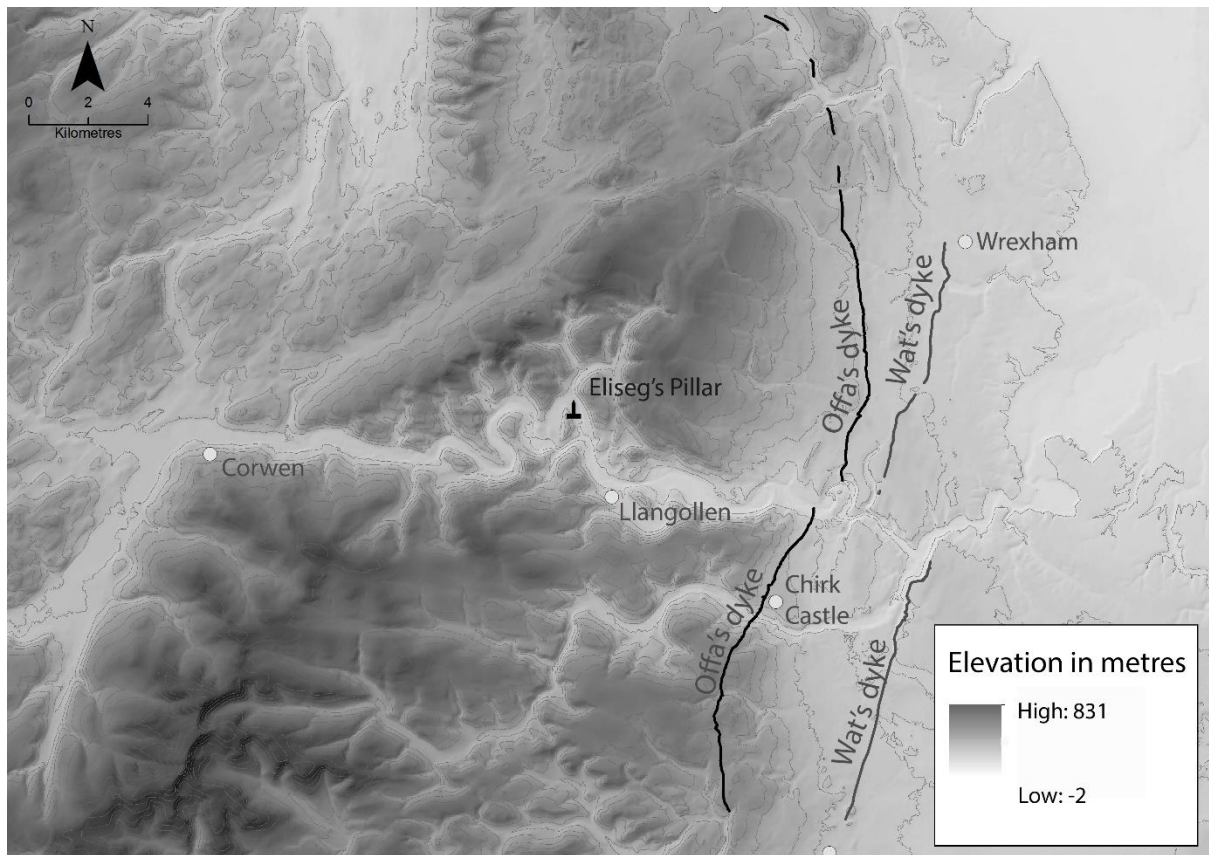 N
0 2 4
Kilometres
Wrexham
Offa's dyke
Wat's dyke
Eliseg's Pillar
Corwen
Llangollen
Offa's dyke
Chirk
Castle
Wat's dyke
Elevation in metres
High: 831
Low: -2